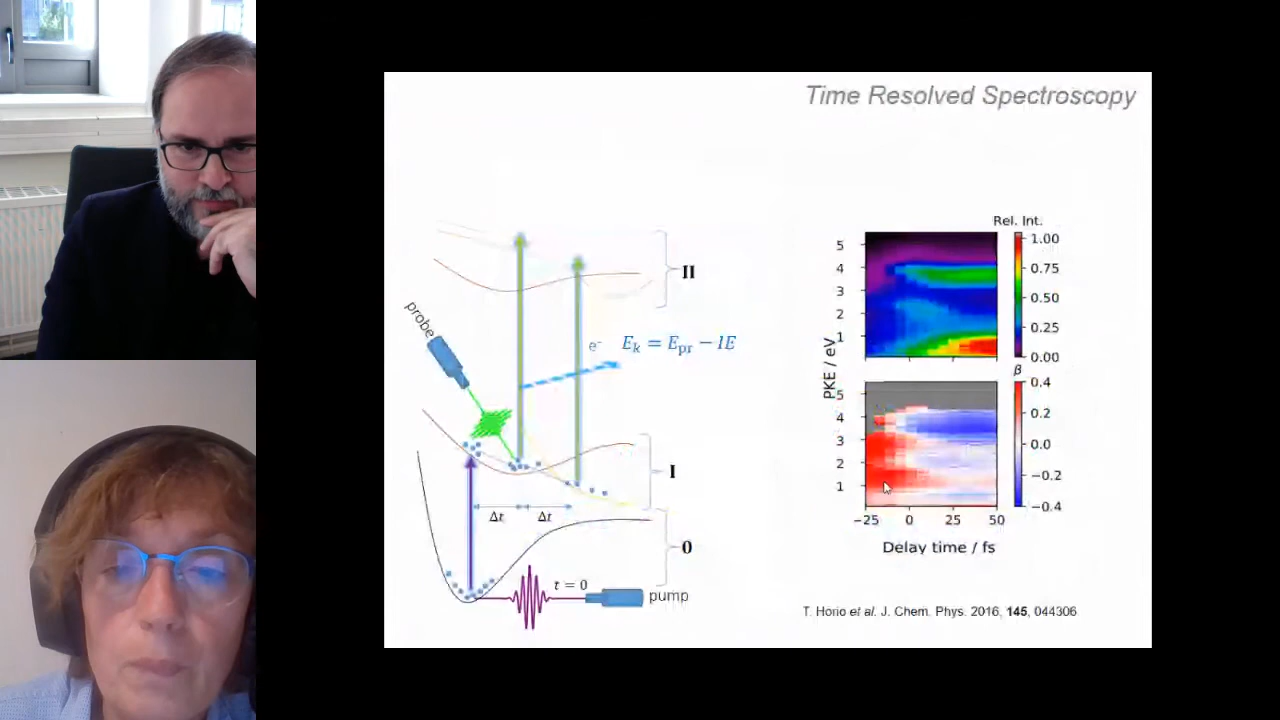 Time Resolved Spectroscopy
II
probe
e⁻ Eₖ = E_pr − IE
I
Δt Δt
0
t = 0
pump
Rel. Int.
5
4
3
2
1
1.00
0.75
0.50
0.25
0.00
PKE / eV
β
5
4
3
2
1
0.4
0.2
0.0
−0.2
−0.4
−25 0 25 50
Delay time / fs
T. Horio et al. J. Chem. Phys. 2016, 145, 044306